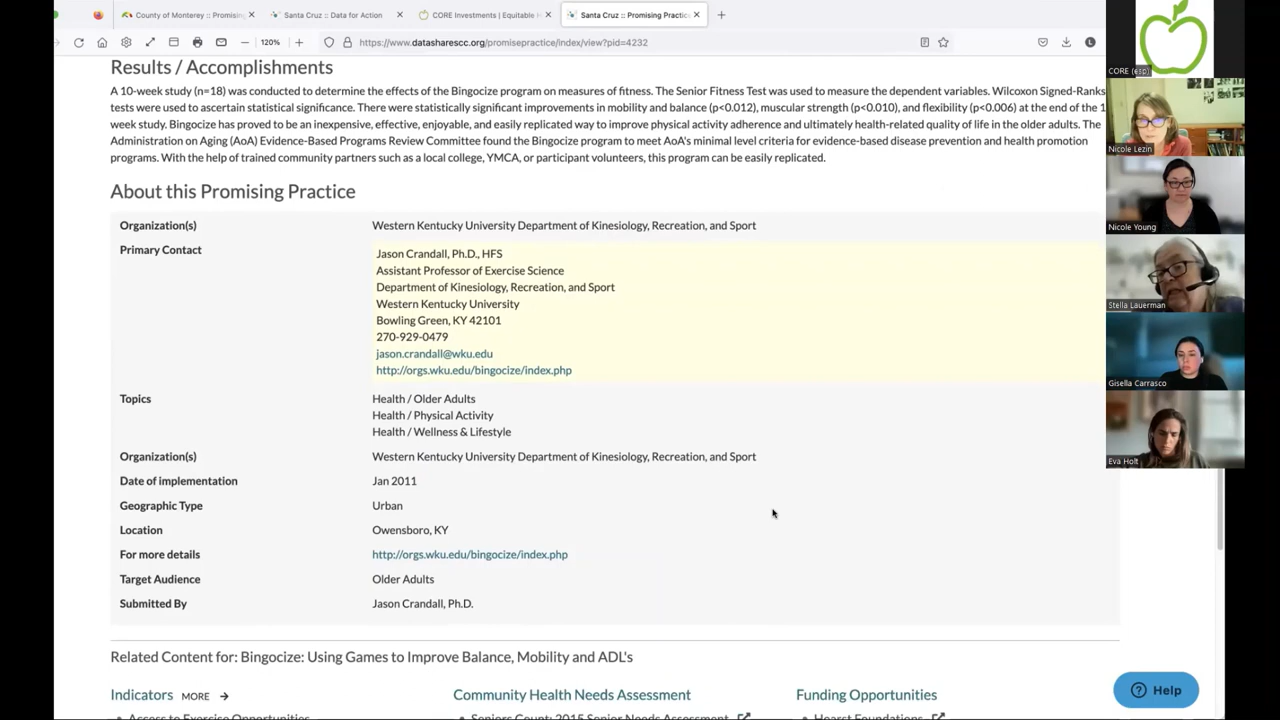 County of Monterey :: Promising
Santa Cruz :: Data for Action
CORE Investments | Equitable H
Santa Cruz :: Promising Practice
120%
https://www.datasharescc.org/promisepractice/index/view?pid=4232
Results / Accomplishments
A 10-week study (n=18) was conducted to determine the effects of the Bingocize program on measures of fitness. The Senior Fitness Test was used to measure the dependent variables. Wilcoxon Signed-Ranks
tests were used to ascertain statistical significance. There were statistically significant improvements in mobility and balance (p<0.012), muscular strength (p<0.010), and flexibility (p<0.006) at the end of the 1
week study. Bingocize has proved to be an inexpensive, effective, enjoyable, and easily replicated way to improve physical activity adherence and ultimately health-related quality of life in the older adults. The
Administration on Aging (AoA) Evidence-Based Programs Review Committee found the Bingocize program to meet AoA's minimal level criteria for evidence-based disease prevention and health promotion
programs. With the help of trained community partners such as a local college, YMCA, or participant volunteers, this program can be easily replicated.
About this Promising Practice
Organization(s) Western Kentucky University Department of Kinesiology, Recreation, and Sport
Primary Contact
Jason Crandall, Ph.D., HFS
Assistant Professor of Exercise Science
Department of Kinesiology, Recreation, and Sport
Western Kentucky University
Bowling Green, KY 42101
270-929-0479
jason.crandall@wku.edu
http://orgs.wku.edu/bingocize/index.php
Topics Health / Older Adults
Health / Physical Activity
Health / Wellness & Lifestyle
Organization(s) Western Kentucky University Department of Kinesiology, Recreation, and Sport
Date of implementation Jan 2011
Geographic Type Urban
Location Owensboro, KY
For more details http://orgs.wku.edu/bingocize/index.php
Target Audience Older Adults
Submitted By Jason Crandall, Ph.D.
Related Content for: Bingocize: Using Games to Improve Balance, Mobility and ADL's
Indicators MORE →
Community Health Needs Assessment
Funding Opportunities
Access to Exercise Opportunities
Seniors Count: 2015 Senior Needs Assessment
Hearst Foundations
CORE (esp)
Nicole Lezin
Nicole Young
Stella Lauerman
Gisella Carrasco
Eva Holt
Help